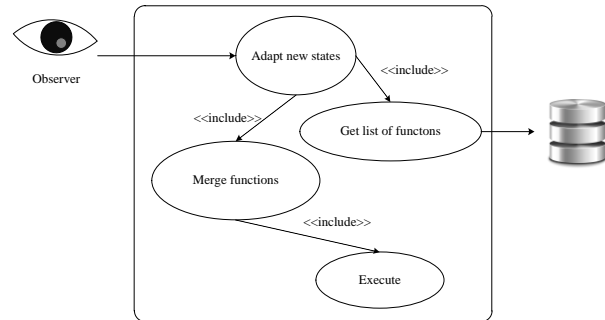 Adapt new states
Observer
<<include>>
<<include>>
Get list of functons
Merge functions
<<include>>
Execute